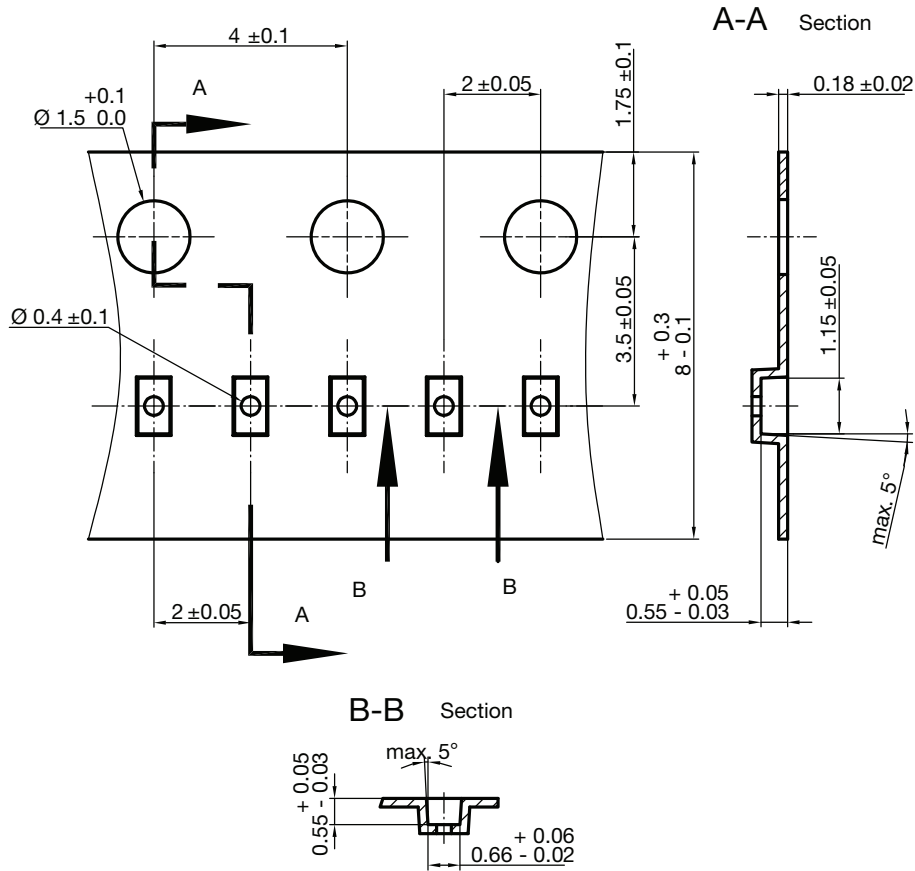 A-A Section
4 ±0.1
A
+0.1
Ø 1.5 0.0
2 ±0.05
1.75 ±0.1
0.18 ±0.02
3.5 ±0.05
+ 0.3
8 - 0.1
1.15 ±0.05
Ø 0.4 ±0.1
max. 5°
B
B
2 ±0.05
A
+ 0.05
0.55 - 0.03
B-B Section
max. 5°
+ 0.05
0.55 - 0.03
+ 0.06
0.66 - 0.02